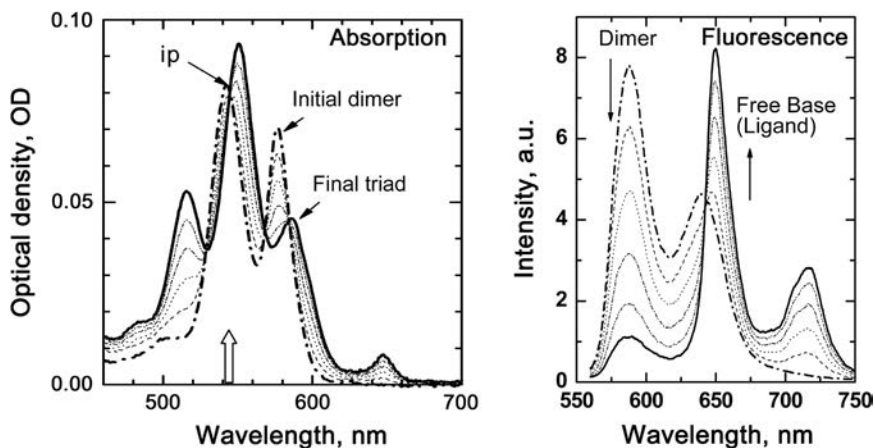 0.10
0.05
0.00
Optical density, OD
Absorption
ip
Initial dimer
Final triad
500
600
700
Wavelength, nm
8
6
4
2
0
Intensity, a.u.
Dimer
Fluorescence
Free Base
(Ligand)
550
600
650
700
750
Wavelength, nm